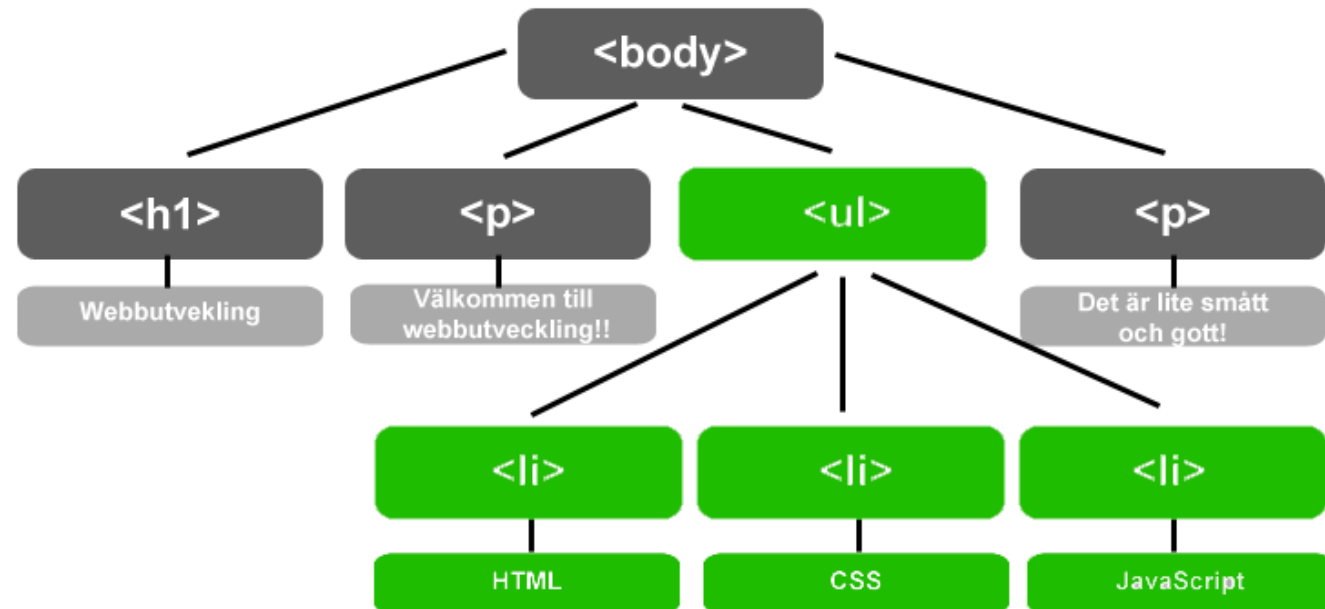 <body>
<h1>
<p>
<ul>
<p>
Webbutvekling
Välkommen till
webbutveckling!!
Det är lite smått
och gott!
<li>
<li>
<li>
HTML
CSS
JavaScript